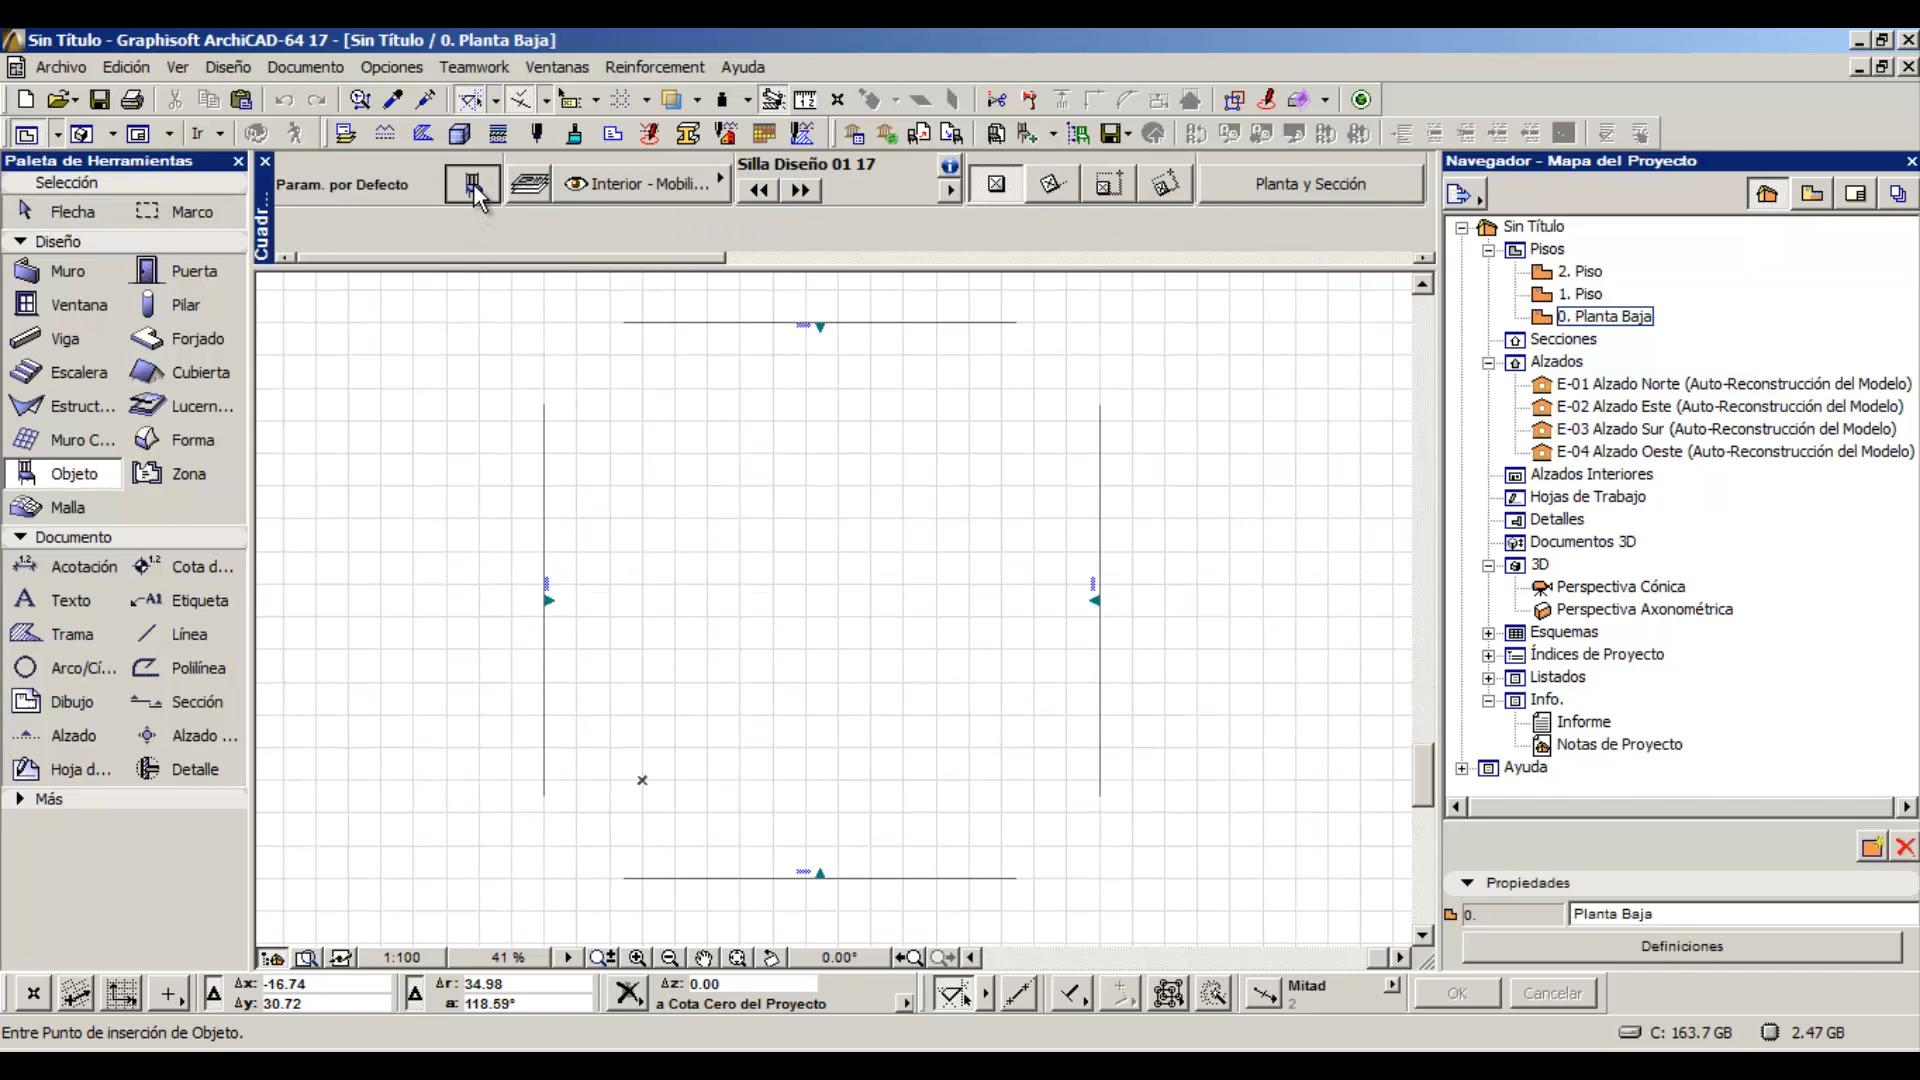 Sin Título - Graphisoft ArchiCAD-64 17 - [Sin Título / 0. Planta Baja]
Archivo Edición Ver Diseño Documento Opciones Teamwork Ventanas Reinforcement Ayuda
Ir
Paleta de Herramientas
Selección
Flecha Marco
Diseño
Muro Puerta
Ventana Pilar
Viga Forjado
Escalera Cubierta
Estruct... Lucern...
Muro C... Forma
Objeto Zona
Malla
Documento
Acotación Cota d...
Texto Etiqueta
Trama Línea
Arco/Cí... Polilínea
Dibujo Sección
Alzado Alzado ...
Hoja d... Detalle
Más
Cuadr...
Param. por Defecto
Interior - Mobili...
Silla Diseño 01 17
Planta y Sección
Navegador - Mapa del Proyecto
Sin Título
Pisos
2. Piso
1. Piso
0. Planta Baja
Secciones
Alzados
E-01 Alzado Norte (Auto-Reconstrucción del Modelo)
E-02 Alzado Este (Auto-Reconstrucción del Modelo)
E-03 Alzado Sur (Auto-Reconstrucción del Modelo)
E-04 Alzado Oeste (Auto-Reconstrucción del Modelo)
Alzados Interiores
Hojas de Trabajo
Detalles
Documentos 3D
3D
Perspectiva Cónica
Perspectiva Axonométrica
Esquemas
Índices de Proyecto
Listados
Info.
Informe
Notas de Proyecto
Ayuda
Propiedades
0. Planta Baja
Definiciones
1:100 41 % 0.00°
Δx: -16.74
Δy: 30.72
Δr: 34.98
a: 118.59°
Δz: 0.00
a Cota Cero del Proyecto
Mitad
2
OK Cancelar
Entre Punto de inserción de Objeto.
C: 163.7 GB 2.47 GB